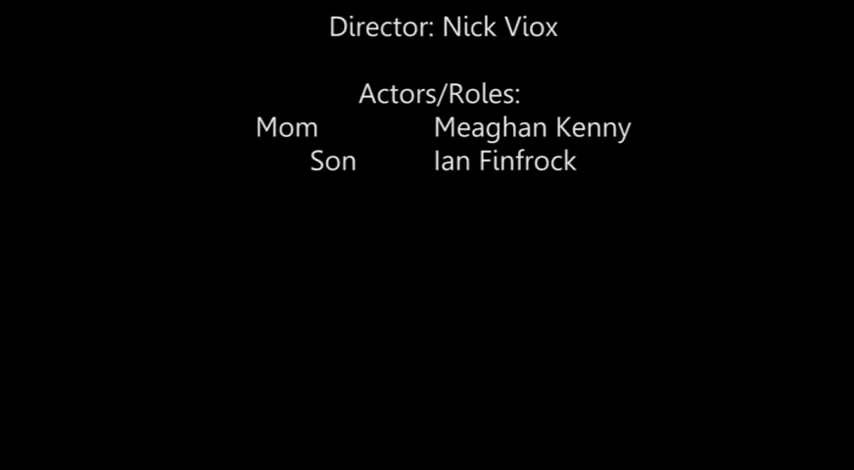 Director: Nick Viox
Actors/Roles:
Mom Meaghan Kenny
Son Ian Finfrock